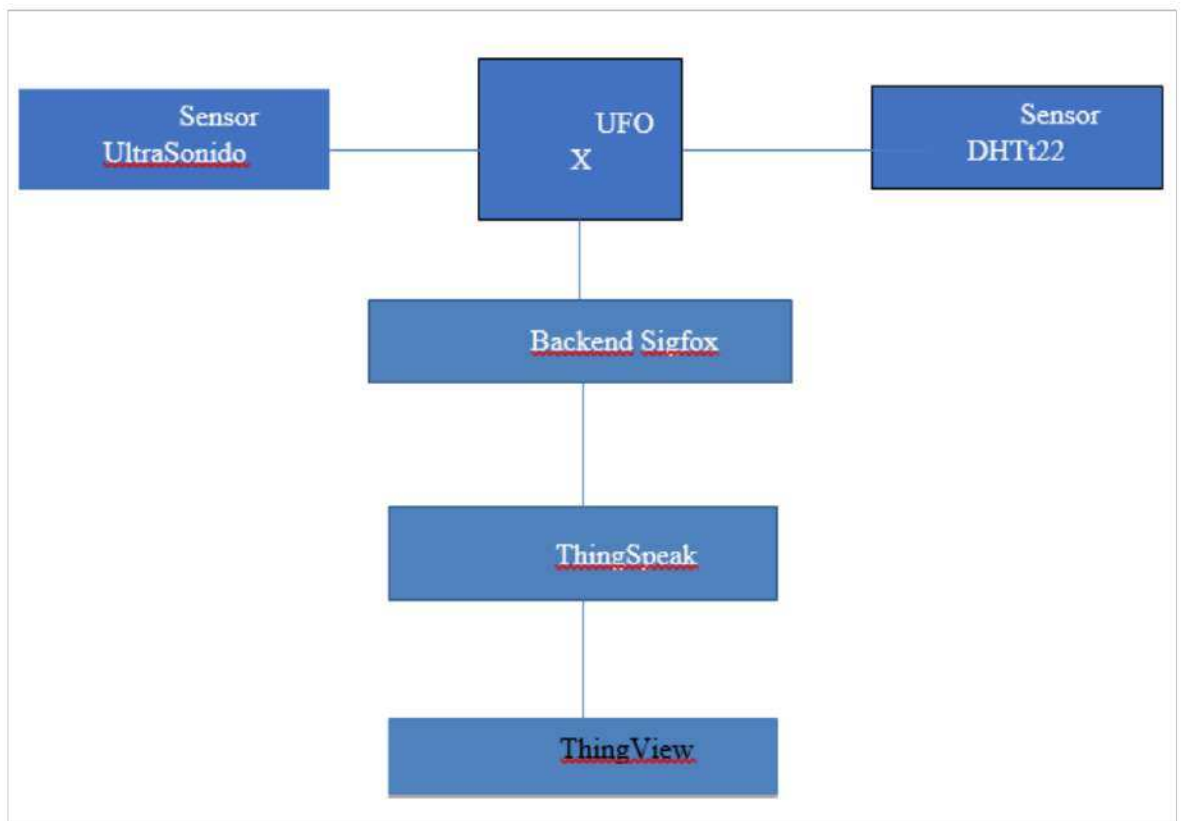 Sensor
UltraSonido
UFO
X
Sensor
DHTt22
Backend Sigfox
ThingSpeak
ThingView